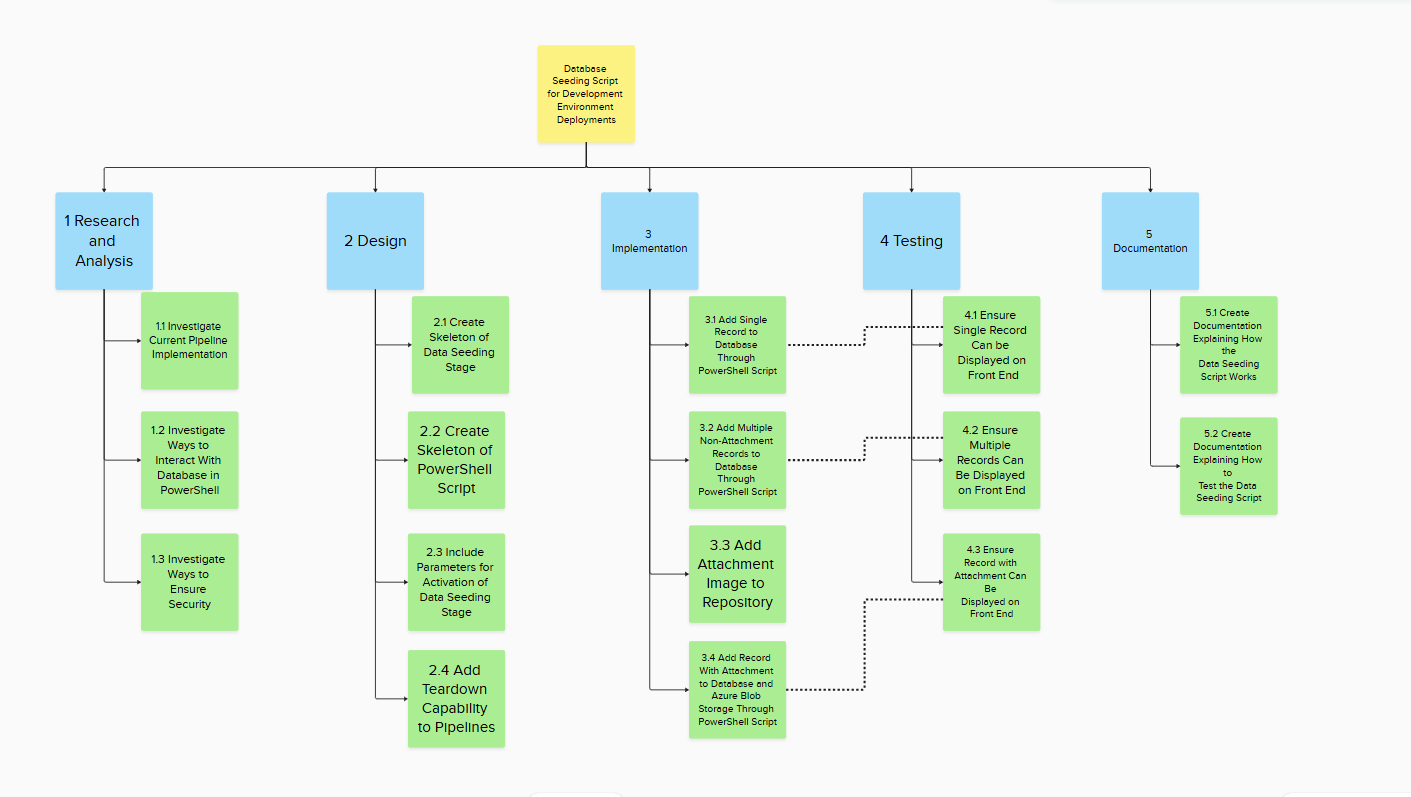 Database
Seeding Script
for Development
Environment
Deployments
1 Research
and
Analysis
2 Design
3
Implementation
4 Testing
5
Documentation
1.1 Investigate
Current Pipeline
Implementation
1.2 Investigate
Ways to
Interact With
Database in
PowerShell
1.3 Investigate
Ways to
Ensure
Security
2.1 Create
Skeleton of
Data Seeding
Stage
2.2 Create
Skeleton of
PowerShell
Script
2.3 Include
Parameters for
Activation of
Data Seeding
Stage
2.4 Add
Teardown
Capability
to Pipelines
3.1 Add Single
Record to
Database
Through
PowerShell Script
3.2 Add Multiple
Non-Attachment
Records to
Database
Through
PowerShell Script
3.3 Add
Attachment
Image to
Repository
3.4 Add Record
With Attachment
to Database and
Azure Blob
Storage Through
PowerShell Script
4.1 Ensure
Single Record
Can be
Displayed on
Front End
4.2 Ensure
Multiple
Records Can
Be Displayed
on Front End
4.3 Ensure
Record with
Attachment Can
Be
Displayed on
Front End
5.1 Create
Documentation
Explaining How
the
Data Seeding
Script Works
5.2 Create
Documentation
Explaining How
to
Test the Data
Seeding Script